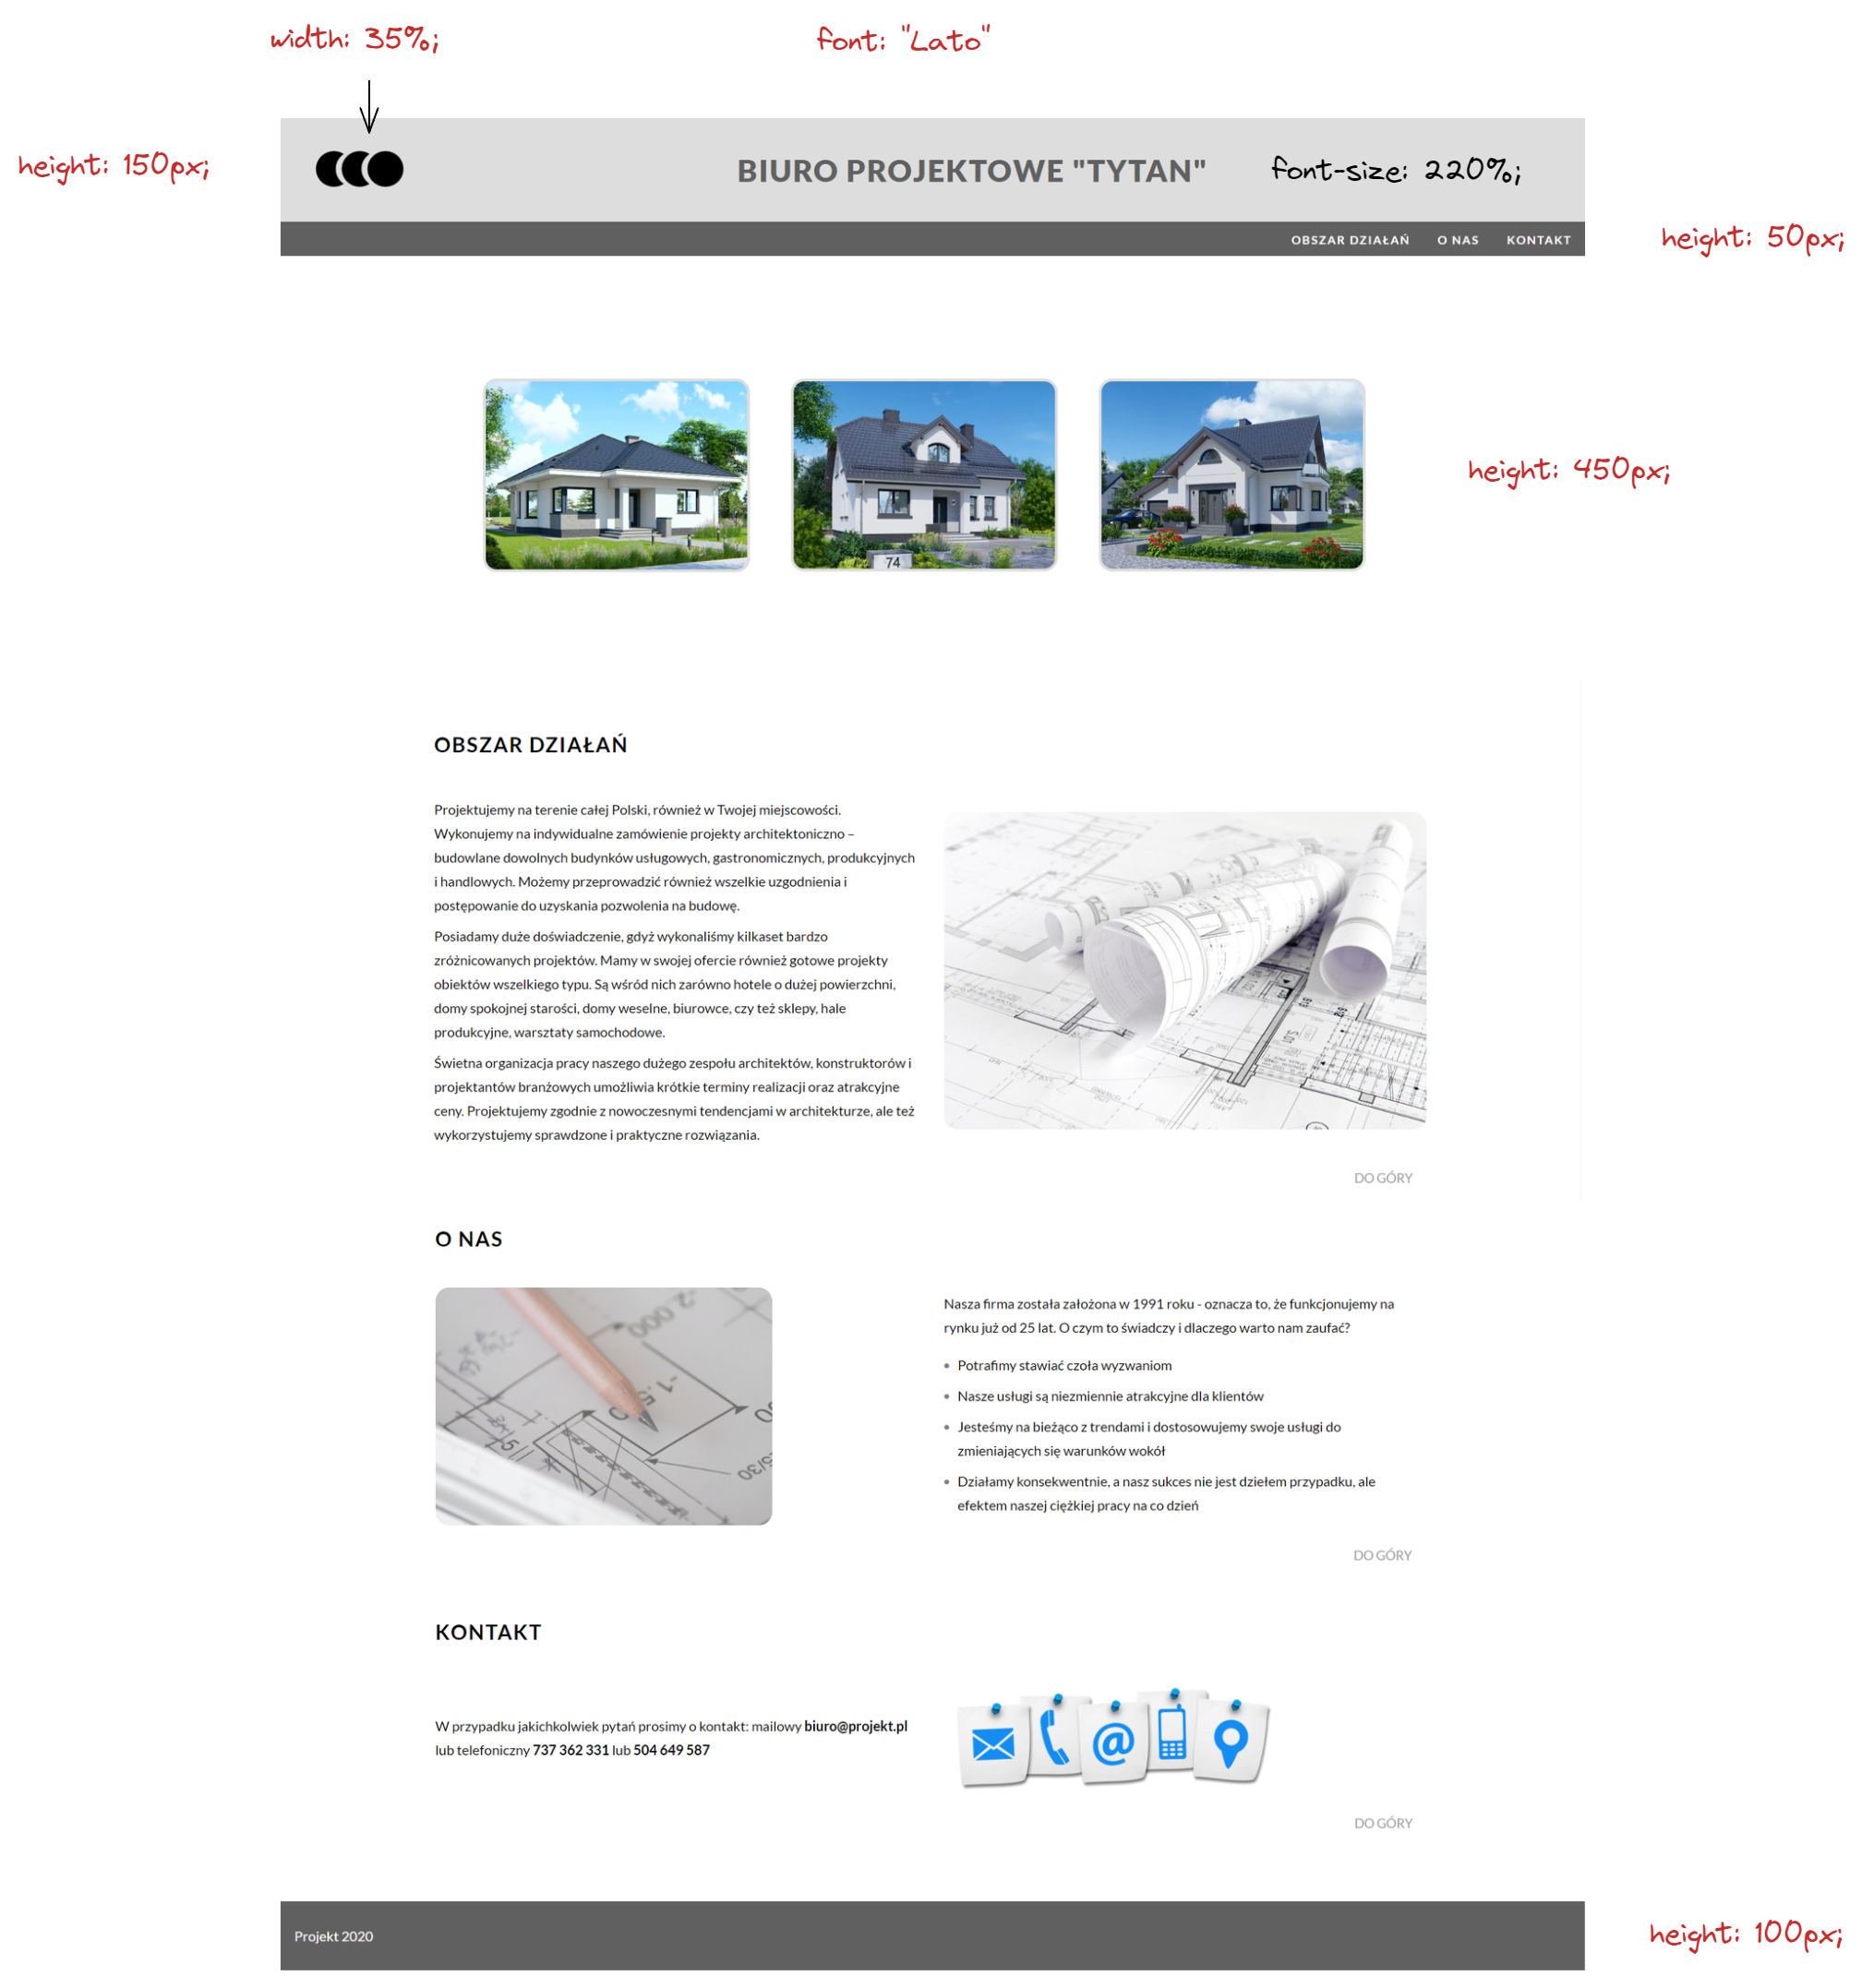 width: 35%;
font: "Lato"
height: 150px;
BIURO PROJEKTOWE "TYTAN"
font-size: 220%;
OBSZAR DZIAŁAŃ
O NAS
KONTAKT
height: 50px;
74
height: 450px;
OBSZAR DZIAŁAŃ
Projektujemy na terenie całej Polski, również w Twojej miejscowości.
Wykonujemy na indywidualne zamówienie projekty architektoniczno –
budowlane dowolnych budynków usługowych, gastronomicznych, produkcyjnych
i handlowych. Możemy przeprowadzić również wszelkie uzgodnienia i
postępowanie do uzyskania pozwolenia na budowę.
Posiadamy duże doświadczenie, gdyż wykonaliśmy kilkaset bardzo
zróżnicowanych projektów. Mamy w swojej ofercie również gotowe projekty
obiektów wszelkiego typu. Są wśród nich zarówno hotele o dużej powierzchni,
domy spokojnej starości, domy weselne, biurowce, czy też sklepy, hale
produkcyjne, warsztaty samochodowe.
Świetna organizacja pracy naszego dużego zespołu architektów, konstruktorów i
projektantów branżowych umożliwia krótkie terminy realizacji oraz atrakcyjne
ceny. Projektujemy zgodnie z nowoczesnymi tendencjami w architekturze, ale też
wykorzystujemy sprawdzone i praktyczne rozwiązania.
DO GÓRY
O NAS
Nasza firma została założona w 1991 roku - oznacza to, że funkcjonujemy na
rynku już od 25 lat. O czym to świadczy i dlaczego warto nam zaufać?
Potrafimy stawiać czoła wyzwaniom
Nasze usługi są niezmiennie atrakcyjne dla klientów
Jesteśmy na bieżąco z trendami i dostosowujemy swoje usługi do
zmieniających się warunków wokół
Działamy konsekwentnie, a nasz sukces nie jest dziełem przypadku, ale
efektem naszej ciężkiej pracy na co dzień
DO GÓRY
KONTAKT
W przypadku jakichkolwiek pytań prosimy o kontakt: mailowy biuro@projekt.pl
lub telefoniczny 737 362 331 lub 504 649 587
@
DO GÓRY
Projekt 2020
height: 100px;